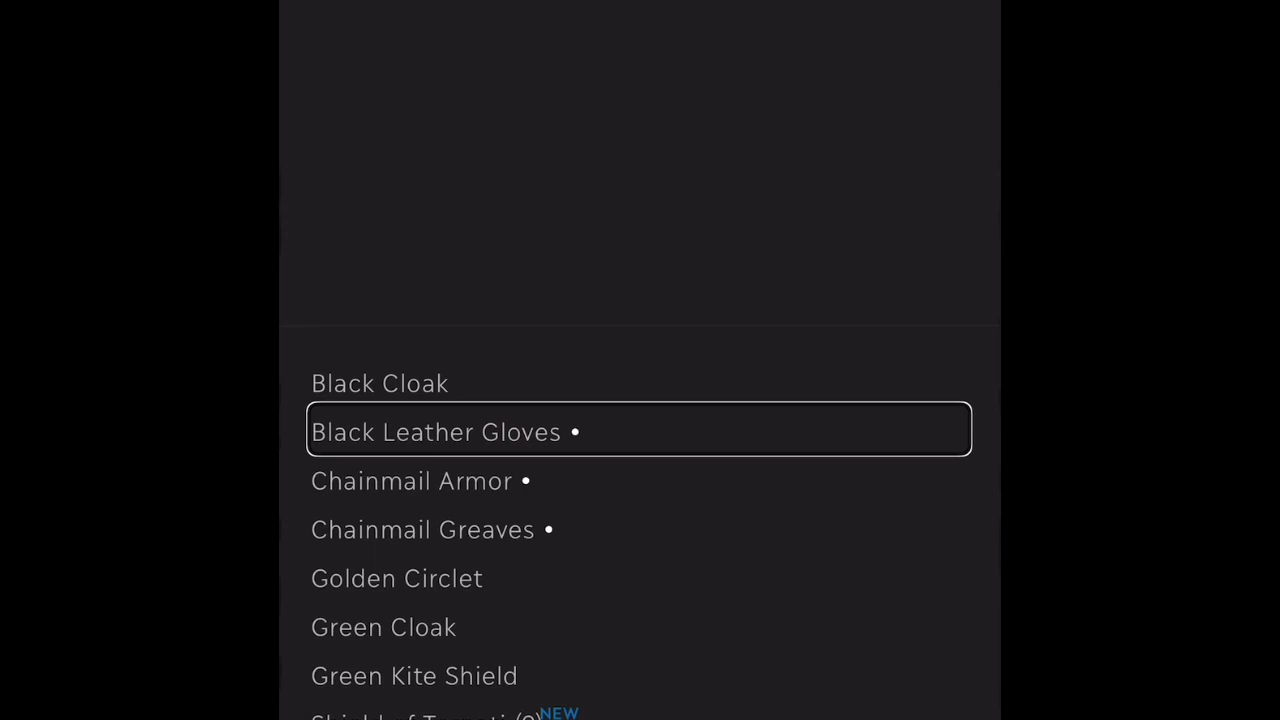 Black Cloak
Black Leather Gloves •
Chainmail Armor •
Chainmail Greaves •
Golden Circlet
Green Cloak
Green Kite Shield
NEW